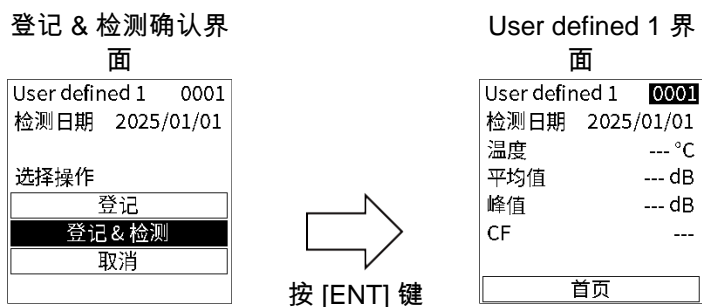 登记 & 检测确认界
面
User defined 1 0001
检测日期 2025/01/01
选择操作
登记
登记 & 检测
取消
按 [ENT] 键
User defined 1 界
面
User defined 1 0001
检测日期 2025/01/01
温度 --- °C
平均值 --- dB
峰值 --- dB
CF ---
首页